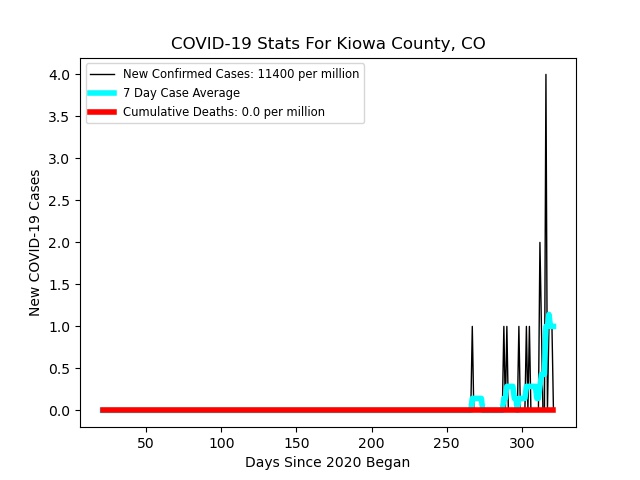 COVID-19 Stats For Kiowa County, CO
New Confirmed Cases: 11400 per million
7 Day Case Average
Cumulative Deaths: 0.0 per million
New COVID-19 Cases
4.0
3.5
3.0
2.5
2.0
1.5
1.0
0.5
0.0
50 100 150 200 250 300
Days Since 2020 Began